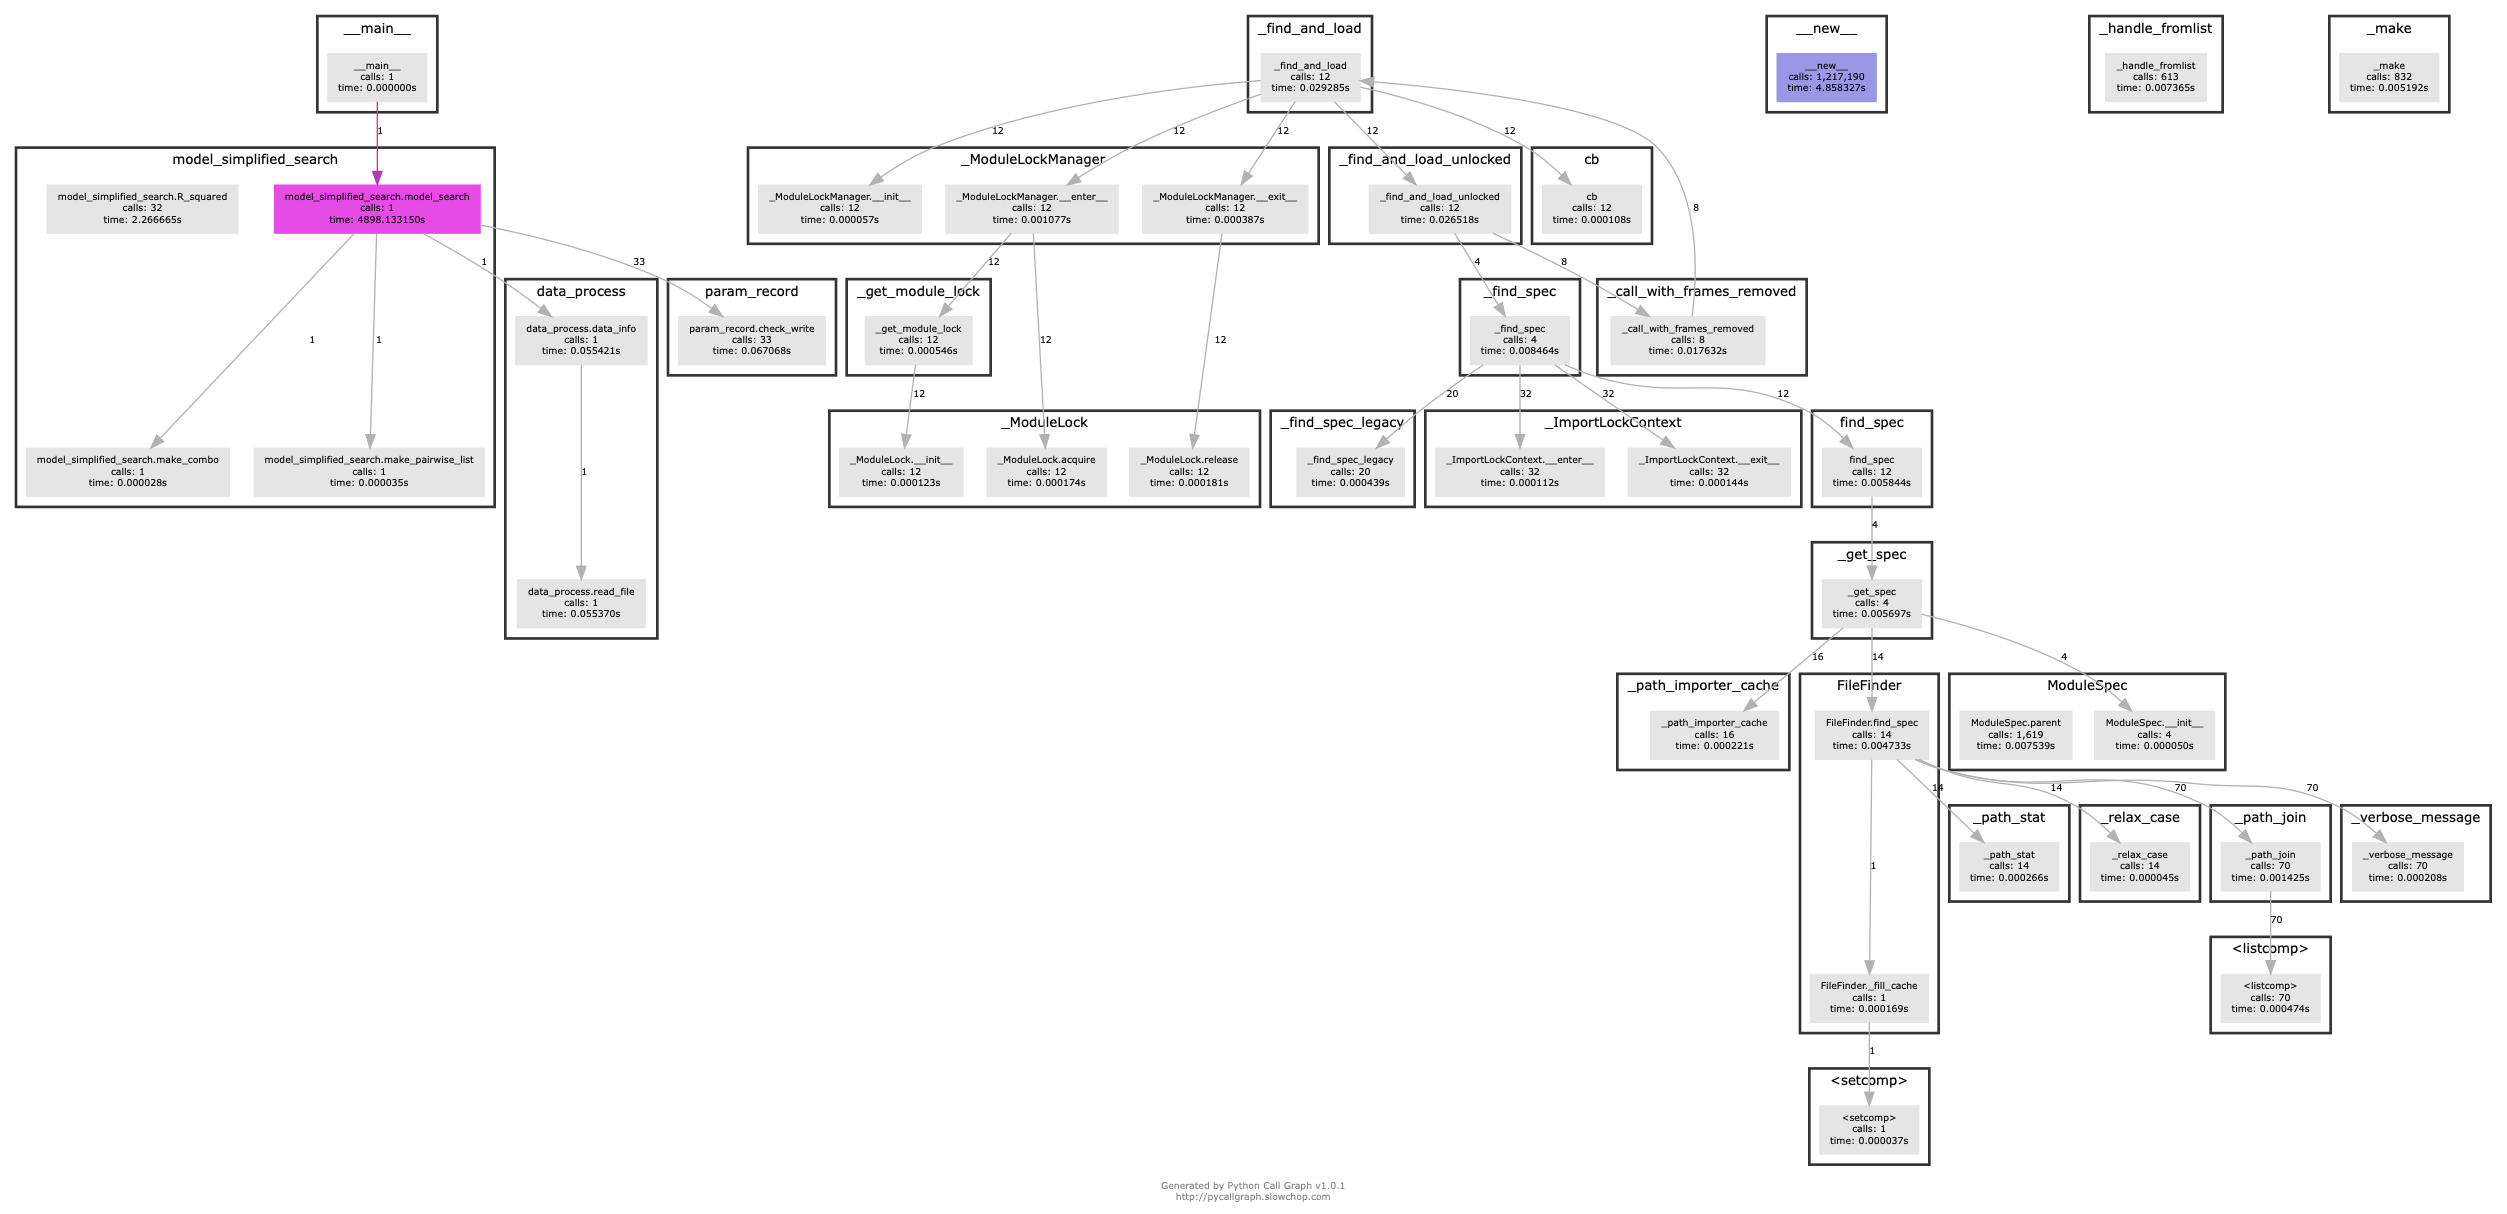 __main__
__main__
calls: 1
time: 0.000000s
_find_and_load
_find_and_load
calls: 12
time: 0.029285s
__new__
__new__
calls: 1,217,190
time: 4.858327s
_handle_fromlist
_handle_fromlist
calls: 613
time: 0.007365s
_make
_make
calls: 832
time: 0.005192s
1
12
12
12
12
12
8
model_simplified_search
model_simplified_search.R_squared
calls: 32
time: 2.266665s
model_simplified_search.model_search
calls: 1
time: 4898.133150s
_ModuleLockManager
_ModuleLockManager.__init__
calls: 12
time: 0.000057s
_ModuleLockManager.__enter__
calls: 12
time: 0.001077s
_ModuleLockManager.__exit__
calls: 12
time: 0.000387s
_find_and_load_unlocked
_find_and_load_unlocked
calls: 12
time: 0.026518s
cb
cb
calls: 12
time: 0.000108s
1
33
12
4
8
data_process
data_process.data_info
calls: 1
time: 0.055421s
param_record
param_record.check_write
calls: 33
time: 0.067068s
_get_module_lock
_get_module_lock
calls: 12
time: 0.000546s
_find_spec
_find_spec
calls: 4
time: 0.008464s
_call_with_frames_removed
_call_with_frames_removed
calls: 8
time: 0.017632s
1
1
12
12
12
20
32
32
12
model_simplified_search.make_combo
calls: 1
time: 0.000028s
model_simplified_search.make_pairwise_list
calls: 1
time: 0.000035s
1
_ModuleLock
_ModuleLock.__init__
calls: 12
time: 0.000123s
_ModuleLock.acquire
calls: 12
time: 0.000174s
_ModuleLock.release
calls: 12
time: 0.000181s
_find_spec_legacy
_find_spec_legacy
calls: 20
time: 0.000439s
_ImportLockContext
_ImportLockContext.__enter__
calls: 32
time: 0.000112s
_ImportLockContext.__exit__
calls: 32
time: 0.000144s
find_spec
find_spec
calls: 12
time: 0.005844s
4
data_process.read_file
calls: 1
time: 0.055370s
_get_spec
_get_spec
calls: 4
time: 0.005697s
16
14
4
_path_importer_cache
_path_importer_cache
calls: 16
time: 0.000221s
FileFinder
FileFinder.find_spec
calls: 14
time: 0.004733s
ModuleSpec
ModuleSpec.parent
calls: 1,619
time: 0.007539s
ModuleSpec.__init__
calls: 4
time: 0.000050s
14
14
70
70
1
_path_stat
_path_stat
calls: 14
time: 0.000266s
_relax_case
_relax_case
calls: 14
time: 0.000045s
_path_join
_path_join
calls: 70
time: 0.001425s
_verbose_message
_verbose_message
calls: 70
time: 0.000208s
70
FileFinder._fill_cache
calls: 1
time: 0.000169s
<listcomp>
<listcomp>
calls: 70
time: 0.000474s
1
<setcomp>
<setcomp>
calls: 1
time: 0.000037s
Generated by Python Call Graph v1.0.1
http://pycallgraph.slowchop.com